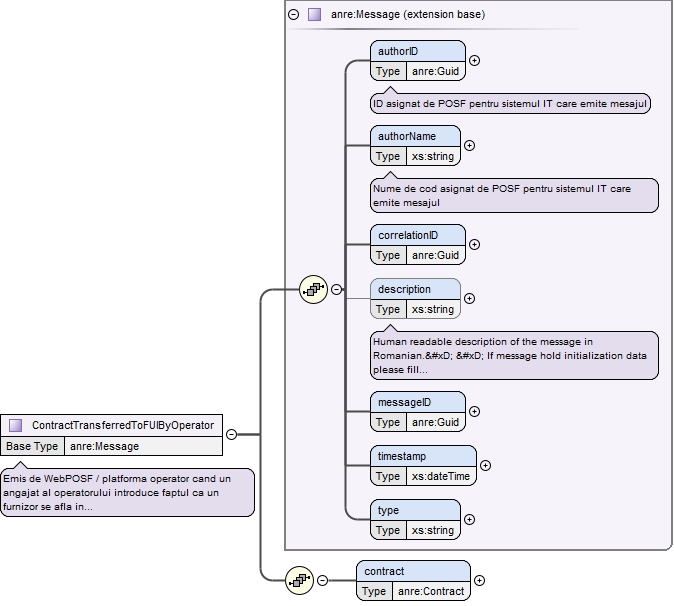 anre:Message (extension base)
authorID
Type anre:Guid
ID asignat de POSF pentru sistemul IT care emite mesajul
authorName
Type xs:string
Nume de cod asignat de POSF pentru sistemul IT care
emite mesajul
correlationID
Type anre:Guid
description
Type xs:string
Human readable description of the message in
Romanian.&#xD; &#xD; If message hold initialization data
please fill...
messageID
Type anre:Guid
timestamp
Type xs:dateTime
type
Type xs:string
ContractTransferredToFUIByOperator
Base Type anre:Message
Emis de WebPOSF / platforma operator cand un
angajat al operatorului introduce faptul ca un
furnizor se afla in...
contract
Type anre:Contract